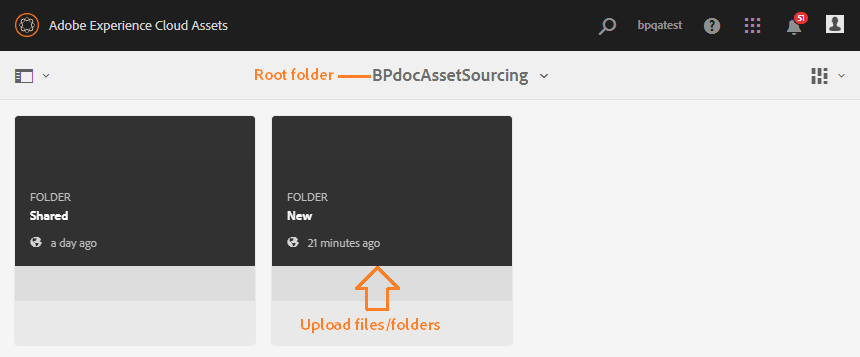 Adobe Experience Cloud Assets
bpqatest
51
Root folder
BPdocAssetSourcing
FOLDER
Shared
a day ago
FOLDER
New
21 minutes ago
Upload files/folders